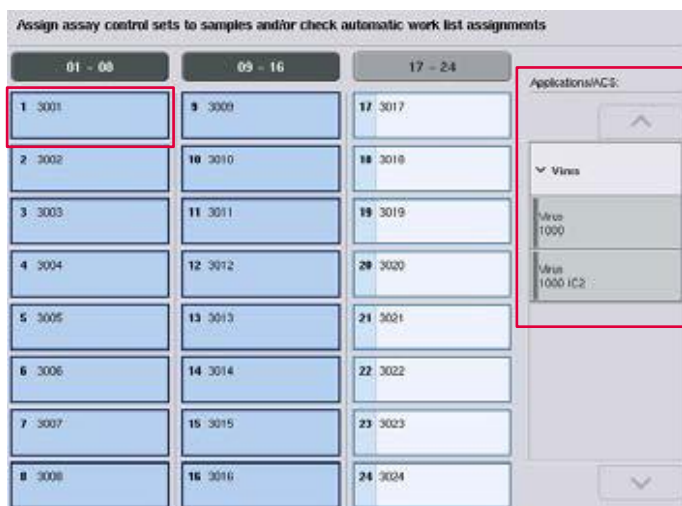 Assign assay control sets to samples and/or check automatic work list assignments
01 - 08 09 - 16 17 - 24
Applications/ACS:
1 3001 9 3009 17 3017
2 3002 10 3010 18 3018
Virus
3 3003 11 3011 19 3019
Virus
1000
4 3004 12 3012 20 3020
Virus
1000 IC2
5 3005 13 3013 21 3021
6 3006 14 3014 22 3022
7 3007 15 3015 23 3023
8 3008 16 3016 24 3024